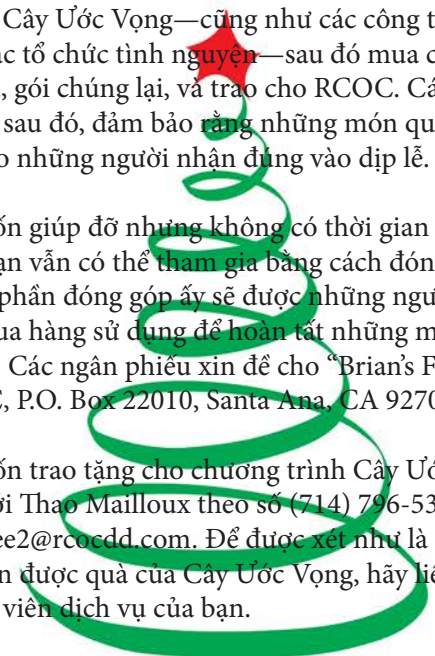 Cây Ước Vọng—cũng như các công t
ác tổ chức tình nguyện—sau đó mua c
, gói chúng lại, và trao cho RCOC. Cá
sau đó, đảm bảo rằng những món qu
o những người nhận đúng vào dịp lễ.
ốn giúp đỡ nhưng không có thời gian
ạn vẫn có thể tham gia bằng cách đón
phần đóng góp ấy sẽ được những ngư
ua hàng sử dụng để hoàn tất những m
. Các ngân phiếu xin đề cho “Brian’s F
C, P.O. Box 22010, Santa Ana, CA 9270
ốn trao tặng cho chương trình Cây Ướ
ới Thao Mailloux theo số (714) 796-53
ee2@rcocdd.com. Để được xét như là
n được quà của Cây Ước Vọng, hãy liê
viên dịch vụ của bạn.